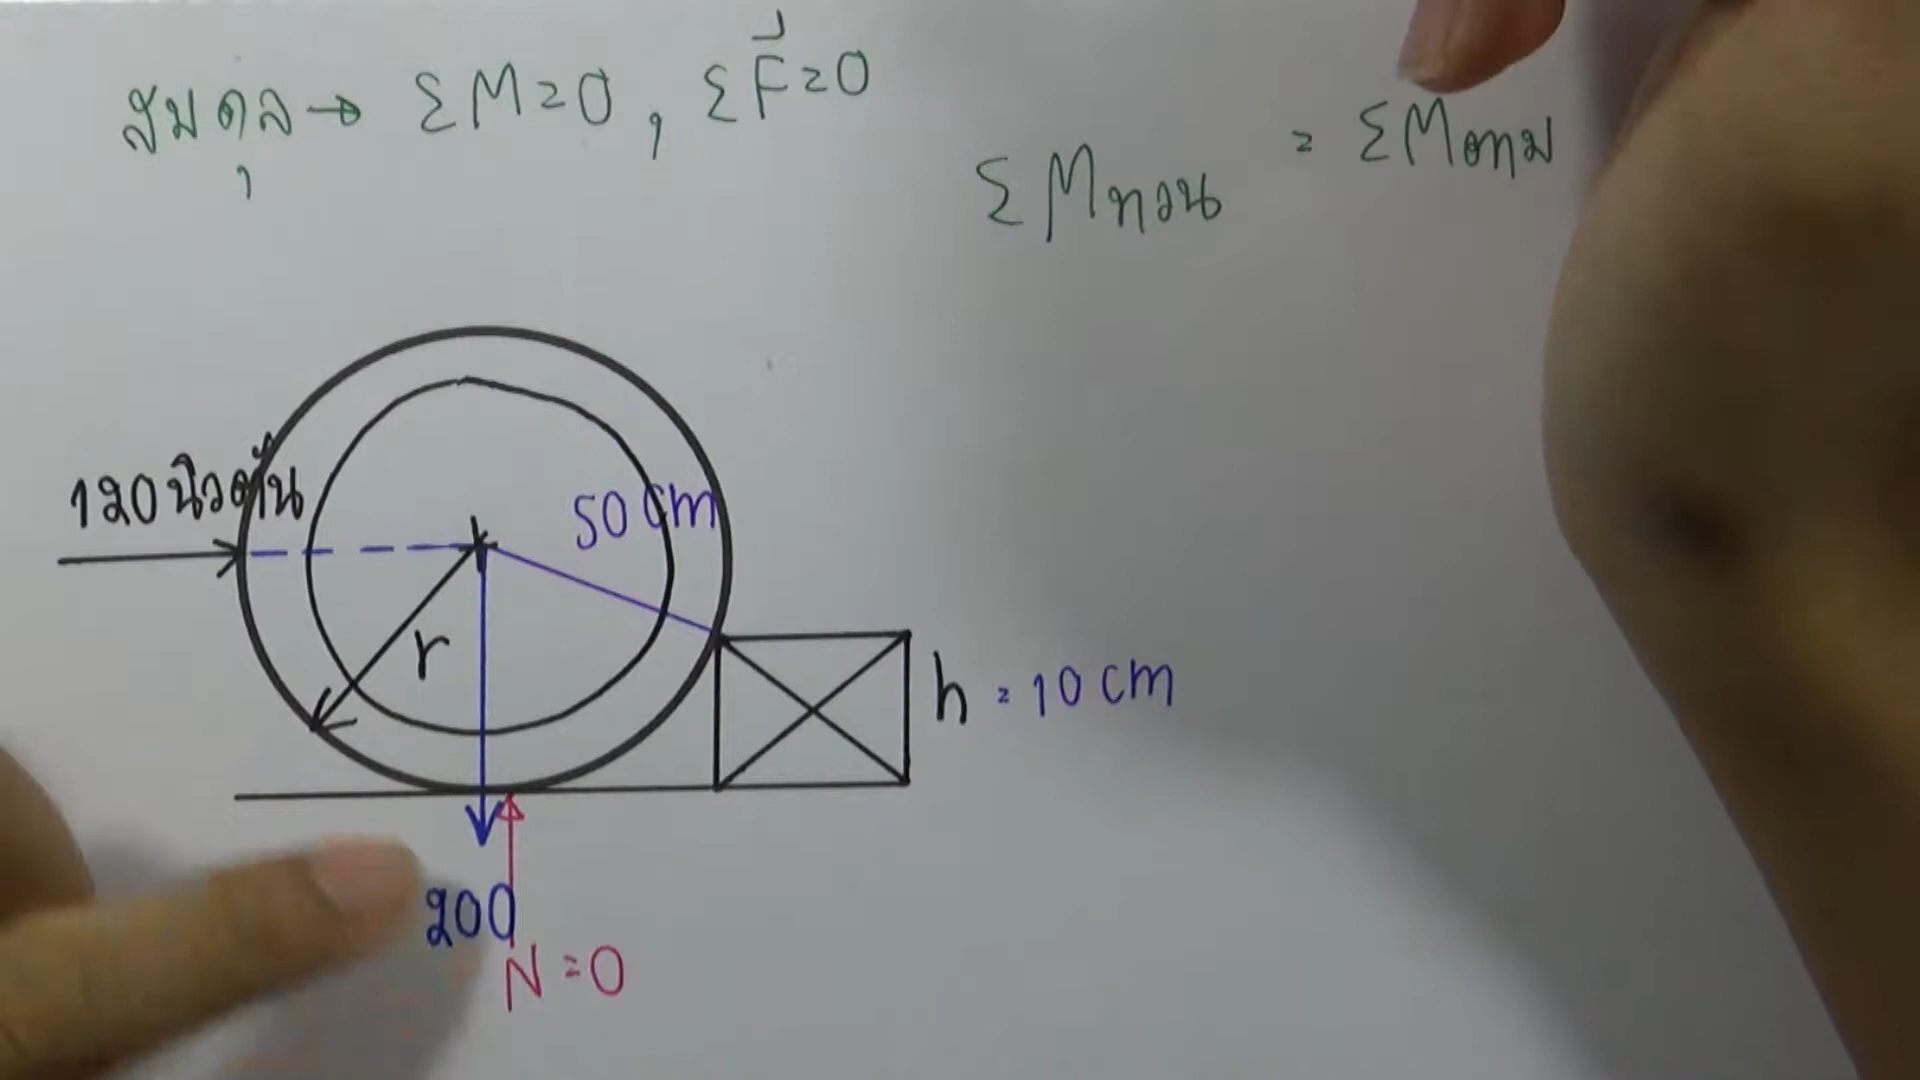 สมดุล → ΣM=0, ΣF⃗=0
ΣMทวน = ΣMตาม
120 นิวตัน
50 cm
r
h = 10 cm
200
N=0